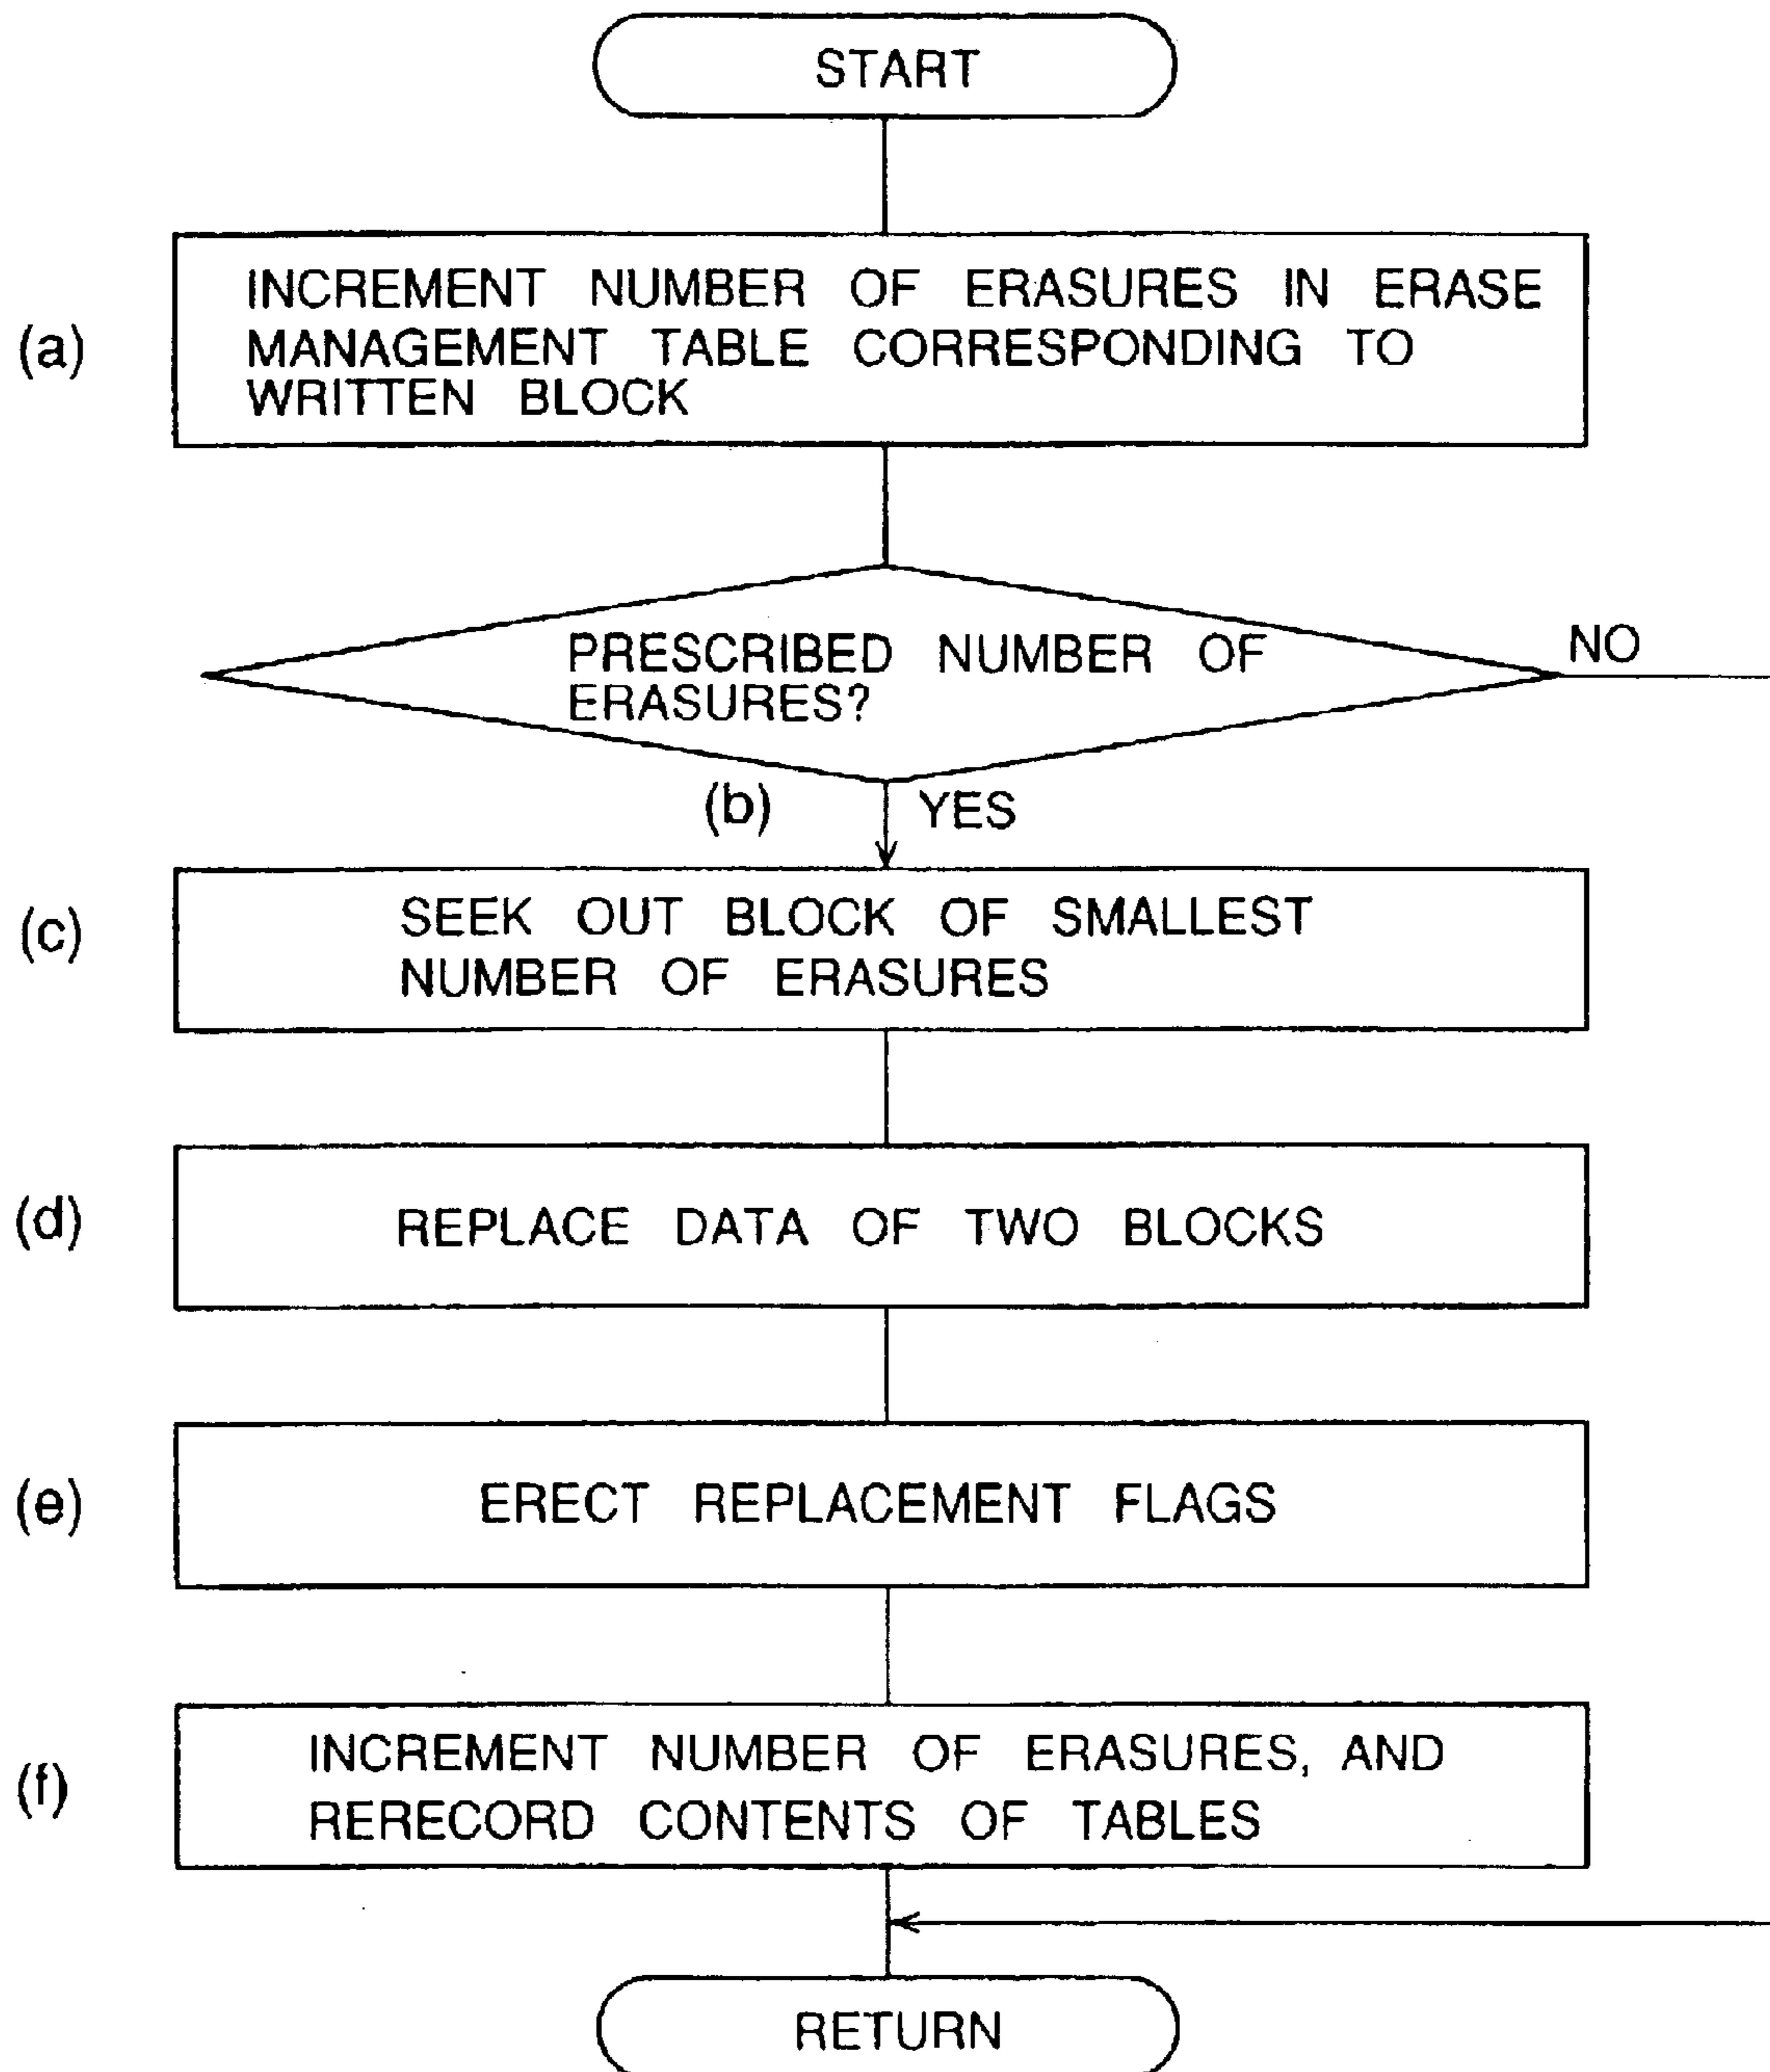 START
(a)
INCREMENT NUMBER OF ERASURES IN ERASE
MANAGEMENT TABLE CORRESPONDING TO
WRITTEN BLOCK
PRESCRIBED NUMBER OF
ERASURES?
NO
(b)
YES
(c)
SEEK OUT BLOCK OF SMALLEST
NUMBER OF ERASURES
(d)
REPLACE DATA OF TWO BLOCKS
(e)
ERECT REPLACEMENT FLAGS
(f)
INCREMENT NUMBER OF ERASURES, AND
RERECORD CONTENTS OF TABLES
RETURN